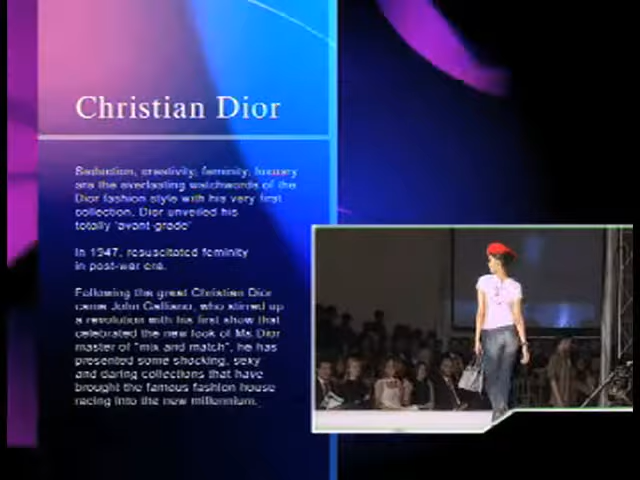 Christian Dior
Seduction, creativity, feminity, luxuary
are the everlasting watchwords of the
Dior fashion style with his very first
collection. Dior unveiled his
totally 'avant-grade'
in 1947, resuscitated feminity
in post-war era.
Following the great Christian Dior
came John Galliano, who stirred up
a revolution with his first show that
celebrated the new look of Ms Dior
master of "mix and match", he has
presented some shocking, sexy
and daring collections that have
brought the famous fashion house
racing into the new millennium.